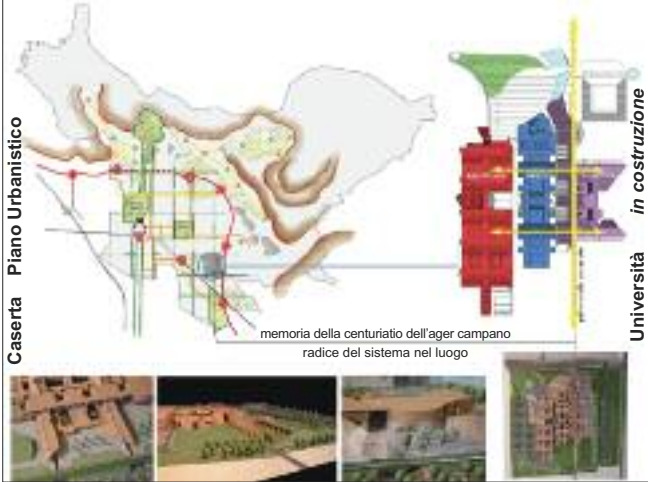 Caserta Piano Urbanistico
memoria della centuriatio dell'ager campano
radice del sistema nel luogo
Università in costruzione